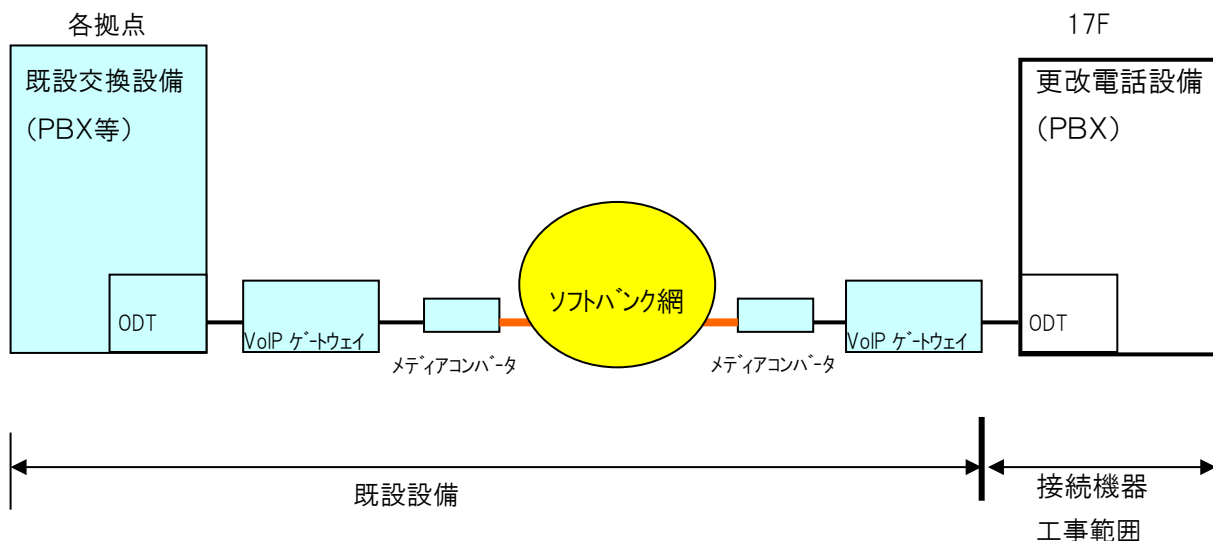 各拠点
17F
既設交換設備
(PBX等)
更改電話設備
(PBX)
ソフトバンク網
ODT
VoIP ゲートウェイ
メディアコンバータ
メディアコンバータ
VoIP ゲートウェイ
ODT
既設設備
接続機器
工事範囲